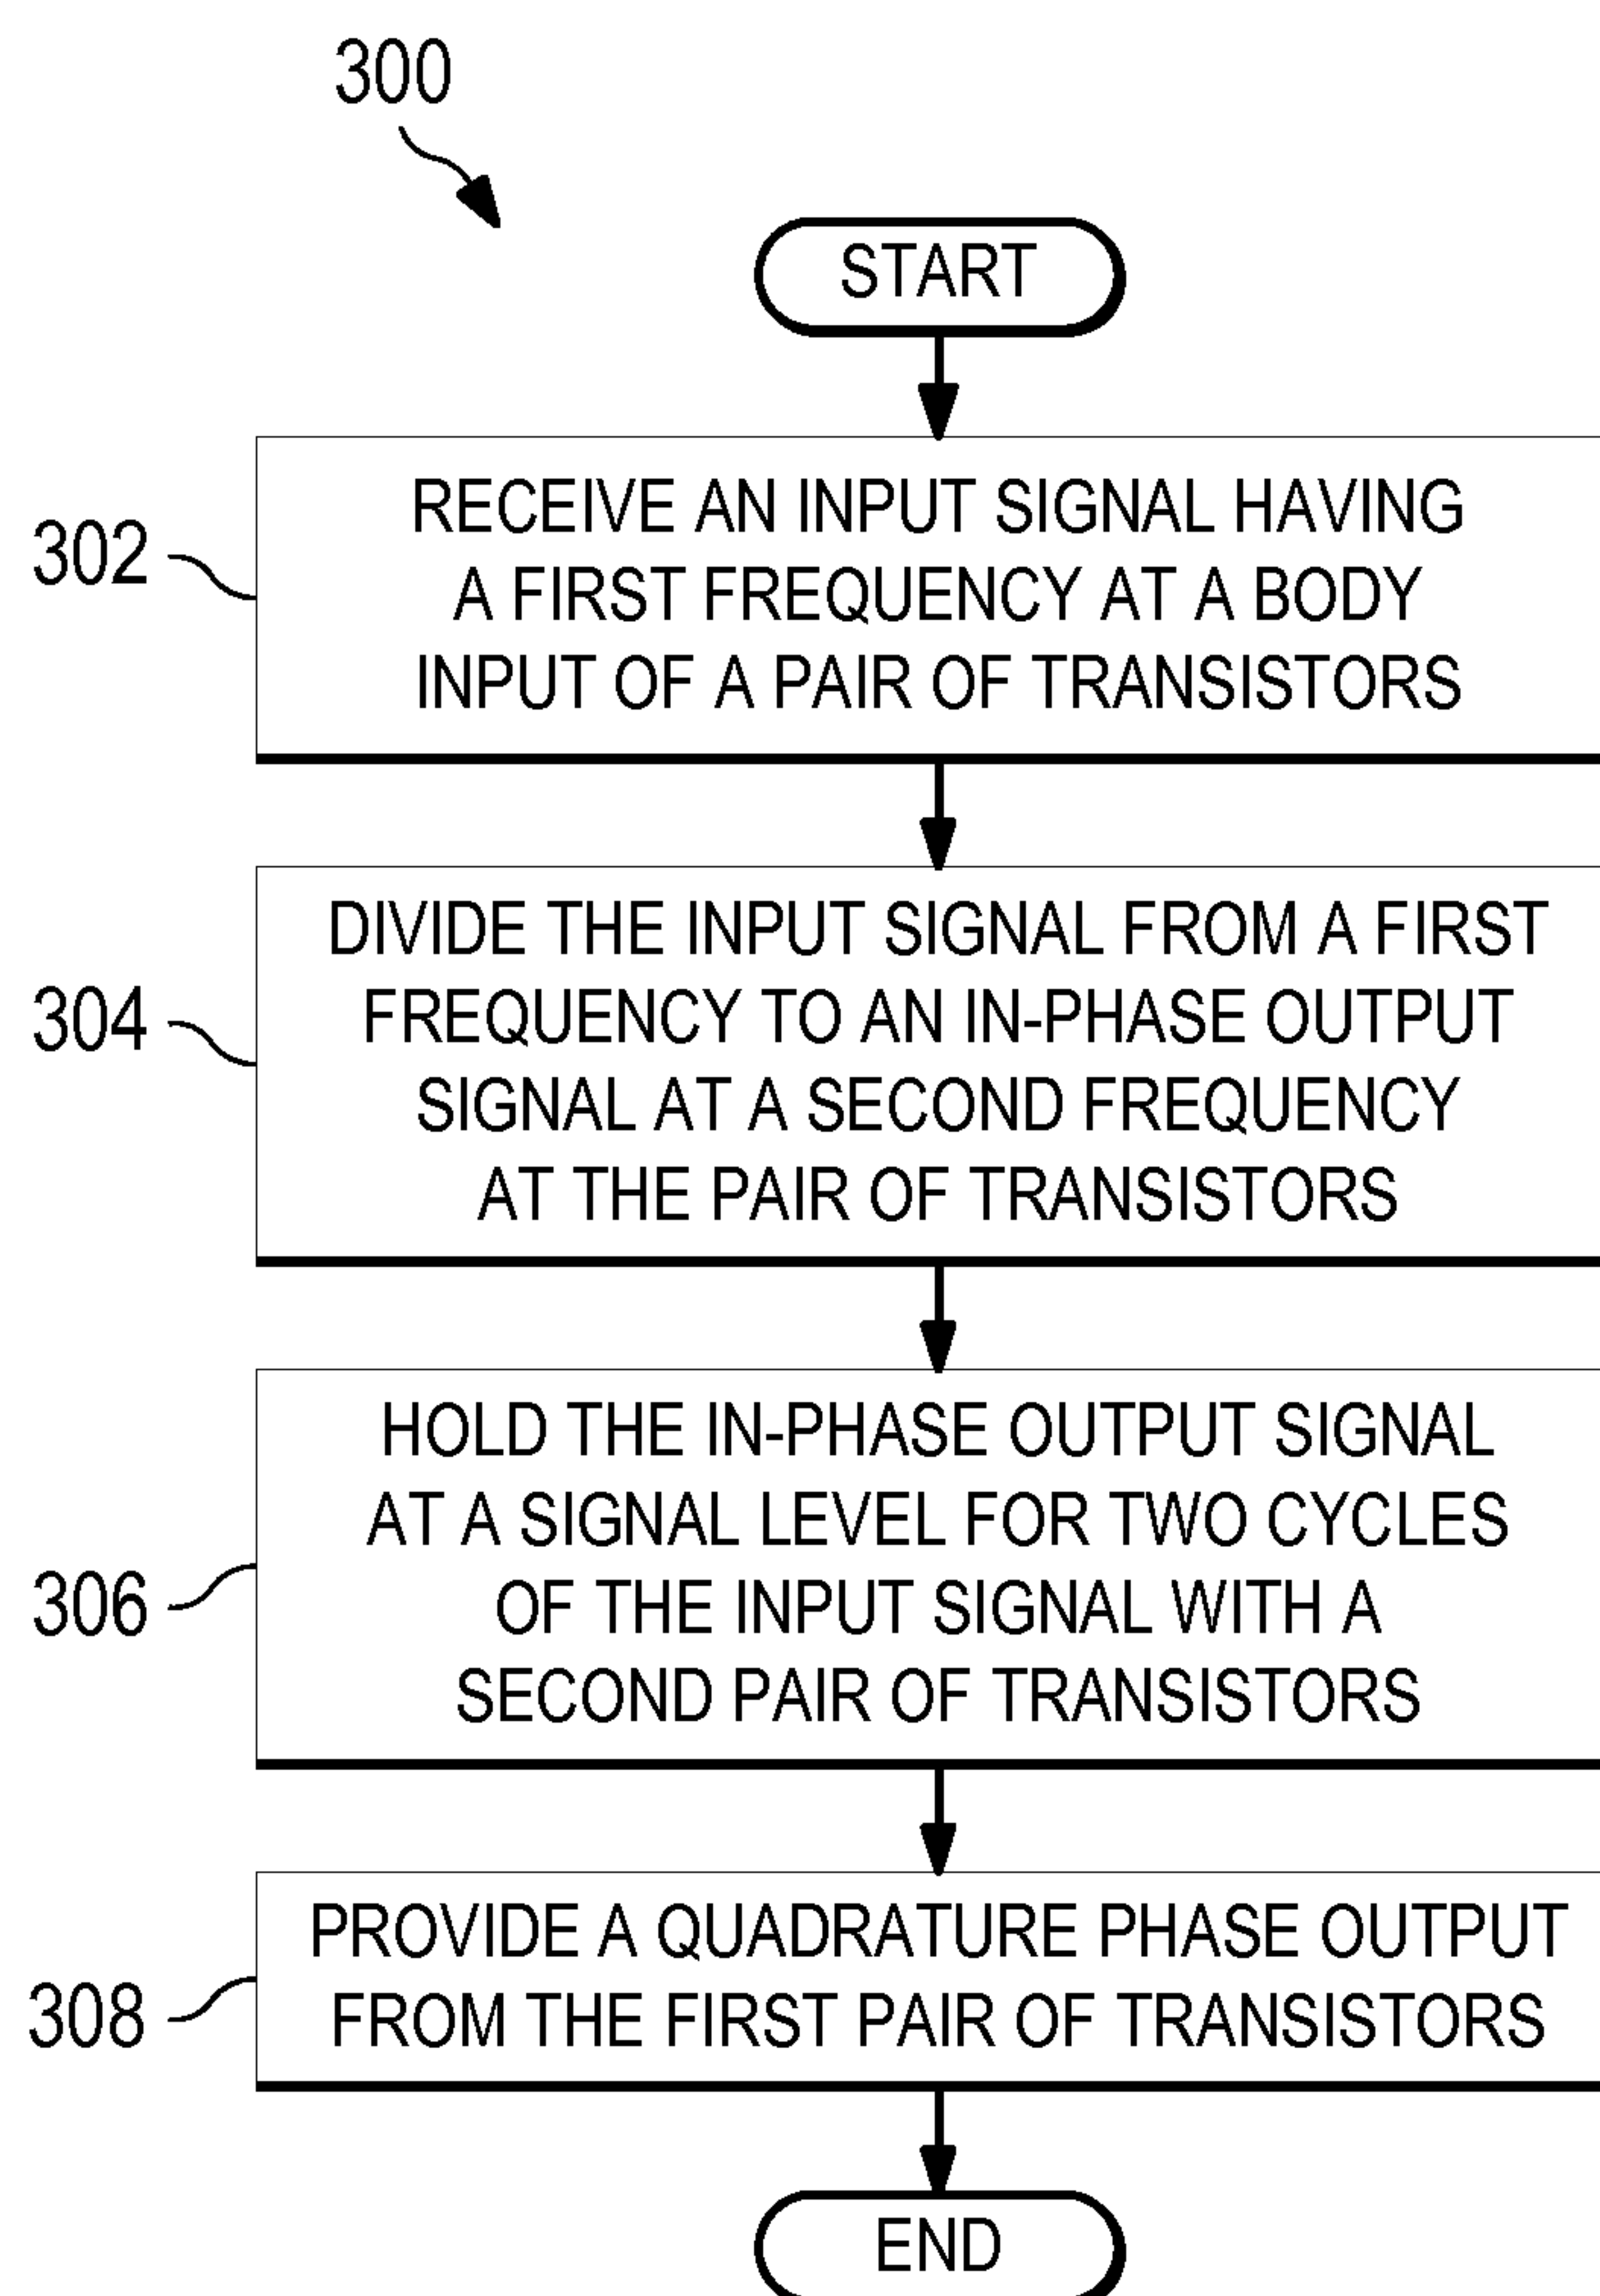 300
START
302
RECEIVE AN INPUT SIGNAL HAVING
A FIRST FREQUENCY AT A BODY
INPUT OF A PAIR OF TRANSISTORS
304
DIVIDE THE INPUT SIGNAL FROM A FIRST
FREQUENCY TO AN IN-PHASE OUTPUT
SIGNAL AT A SECOND FREQUENCY
AT THE PAIR OF TRANSISTORS
306
HOLD THE IN-PHASE OUTPUT SIGNAL
AT A SIGNAL LEVEL FOR TWO CYCLES
OF THE INPUT SIGNAL WITH A
SECOND PAIR OF TRANSISTORS
308
PROVIDE A QUADRATURE PHASE OUTPUT
FROM THE FIRST PAIR OF TRANSISTORS
END